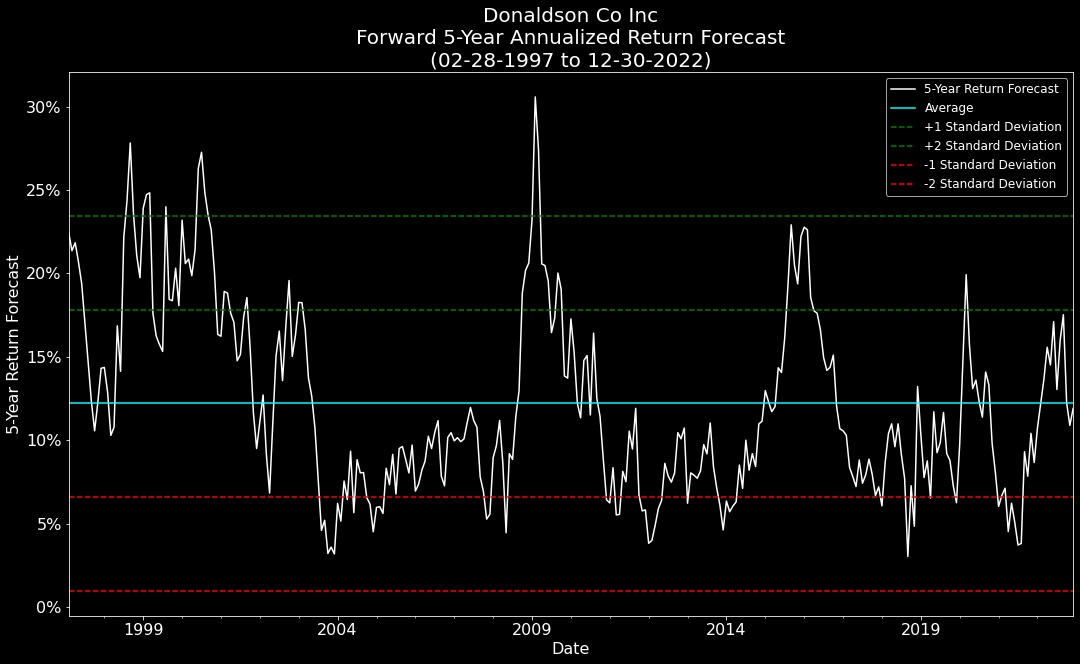 Donaldson Co Inc
Forward 5-Year Annualized Return Forecast
(02-28-1997 to 12-30-2022)
5-Year Return Forecast
Average
+1 Standard Deviation
+2 Standard Deviation
-1 Standard Deviation
-2 Standard Deviation
30%
25%
20%
15%
10%
5%
0%
5-Year Return Forecast
1999
2004
2009
2014
2019
Date